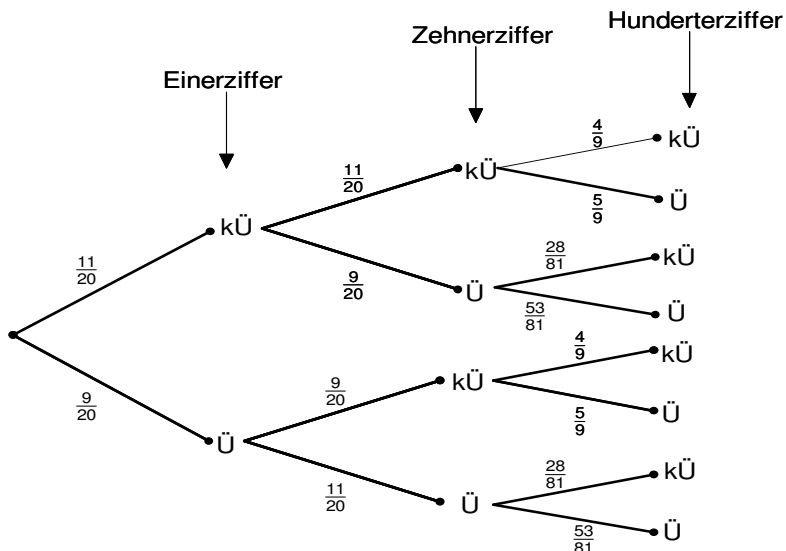 Hunderterziffer
Zehnerziffer
Einerziffer
4/9 kÜ
11/20 kÜ
5/9 Ü
11/20 kÜ
28/81 kÜ
9/20 Ü
53/81 Ü
4/9 kÜ
9/20 kÜ
9/20 Ü
5/9 Ü
28/81 kÜ
11/20 Ü
53/81 Ü